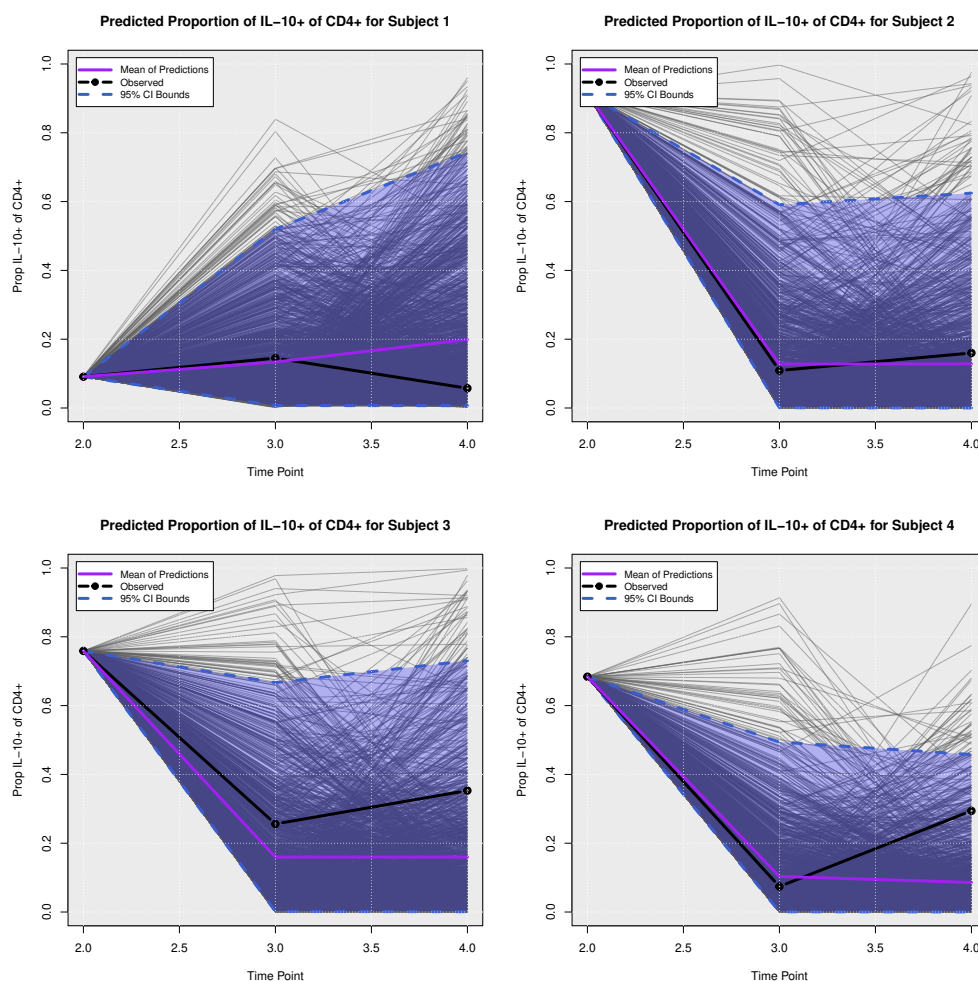 Predicted Proportion of IL−10+ of CD4+ for Subject 1
Mean of Predictions
Observed
95% CI Bounds
Prop IL−10+ of CD4+
1.0
0.8
0.6
0.4
0.2
0.0
2.0 2.5 3.0 3.5 4.0
Time Point
Predicted Proportion of IL−10+ of CD4+ for Subject 2
Mean of Predictions
Observed
95% CI Bounds
Prop IL−10+ of CD4+
1.0
0.8
0.6
0.4
0.2
0.0
2.0 2.5 3.0 3.5 4.0
Time Point
Predicted Proportion of IL−10+ of CD4+ for Subject 3
Mean of Predictions
Observed
95% CI Bounds
Prop IL−10+ of CD4+
1.0
0.8
0.6
0.4
0.2
0.0
2.0 2.5 3.0 3.5 4.0
Time Point
Predicted Proportion of IL−10+ of CD4+ for Subject 4
Mean of Predictions
Observed
95% CI Bounds
Prop IL−10+ of CD4+
1.0
0.8
0.6
0.4
0.2
0.0
2.0 2.5 3.0 3.5 4.0
Time Point